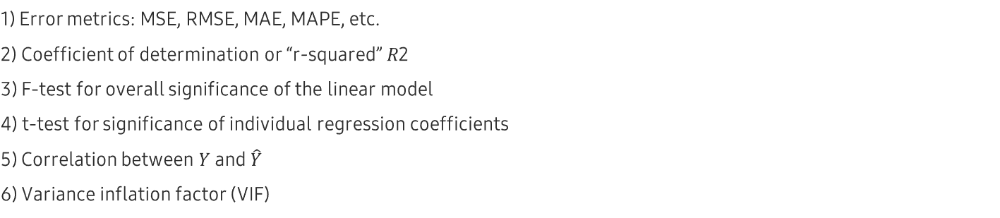 1) Error metrics: MSE, RMSE, MAE, MAPE, etc.
2) Coefficient of determination or “r-squared” R2
3) F-test for overall significance of the linear model
4) t-test for significance of individual regression coefficients
5) Correlation between Y and Ŷ
6) Variance inflation factor (VIF)